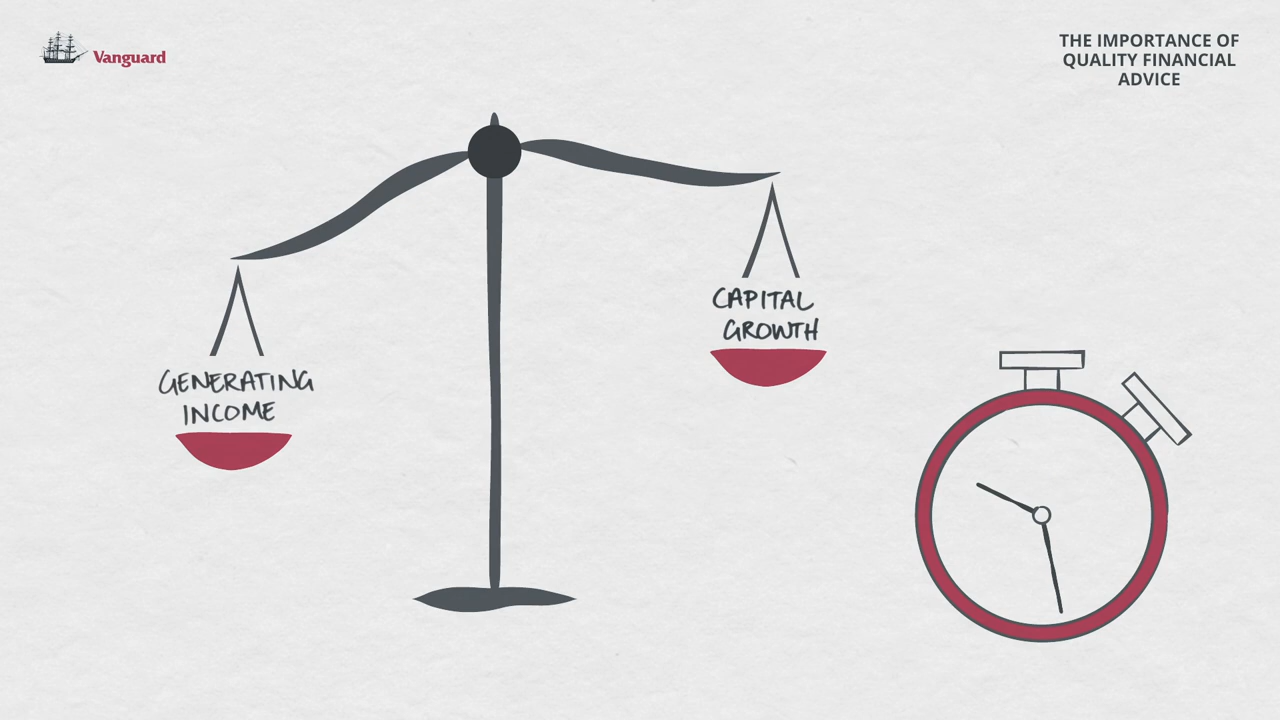 Vanguard
THE IMPORTANCE OF
QUALITY FINANCIAL
ADVICE
CAPITAL
GROWTH
GENERATING
INCOME